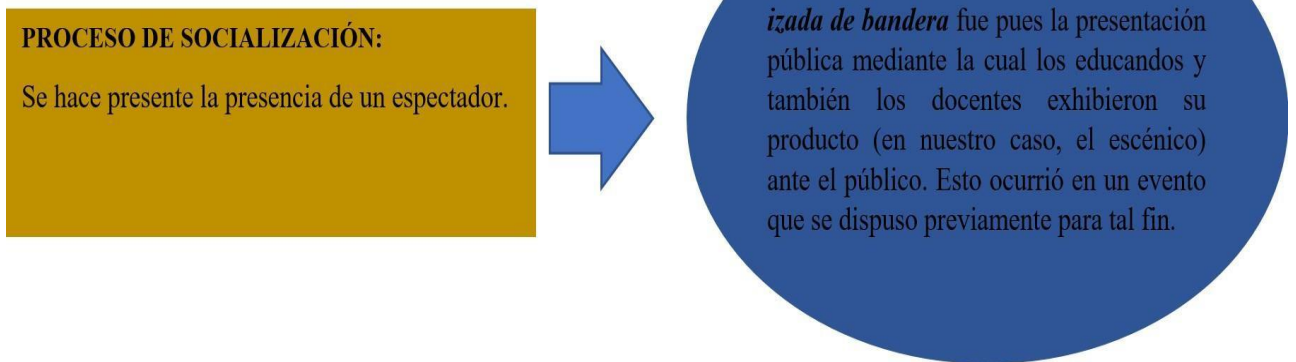 PROCESO DE SOCIALIZACIÓN:
Se hace presente la presencia de un espectador.
izada de bandera fue pues la presentación
pública mediante la cual los educandos y
también los docentes exhibieron su
producto (en nuestro caso, el escénico)
ante el público. Esto ocurrió en un evento
que se dispuso previamente para tal fin.